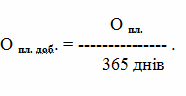 О пл.
О пл. доб. = --------------- .
365 днів